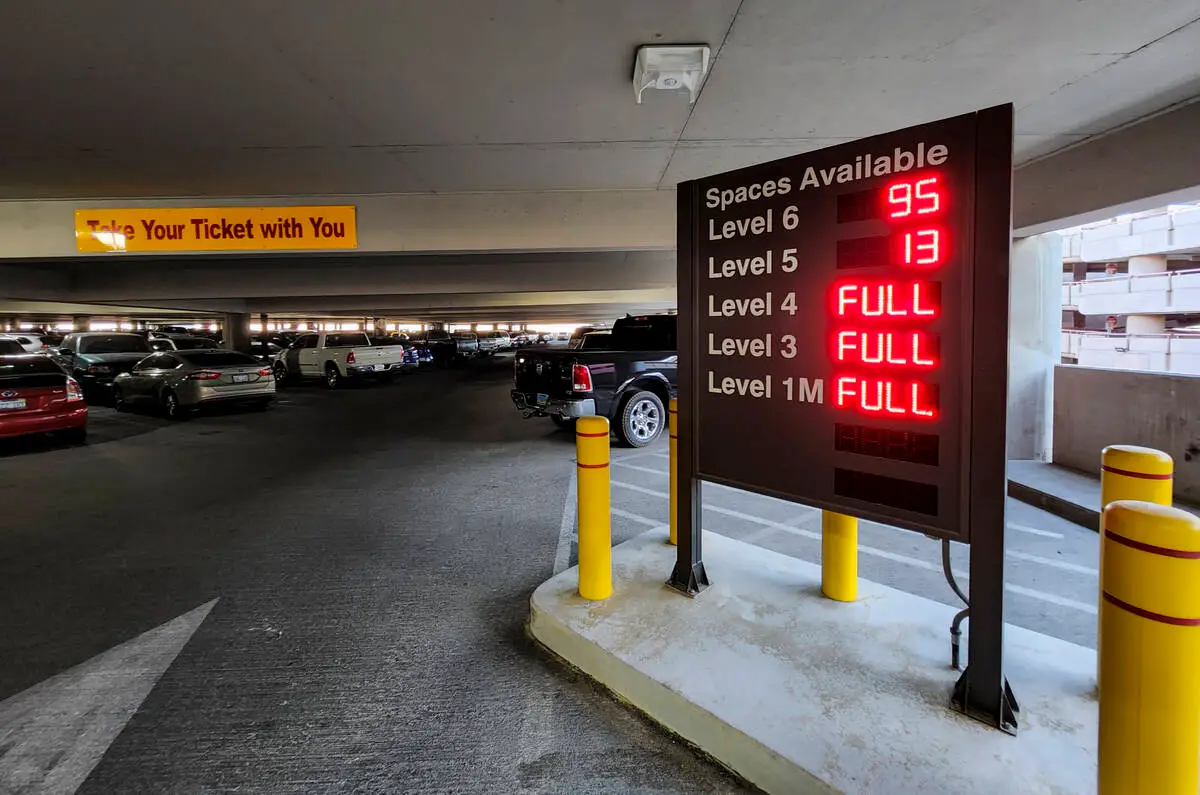 Take Your Ticket with You
Spaces Available
Level 6 95
Level 5 13
Level 4 FULL
Level 3 FULL
Level 1M FULL